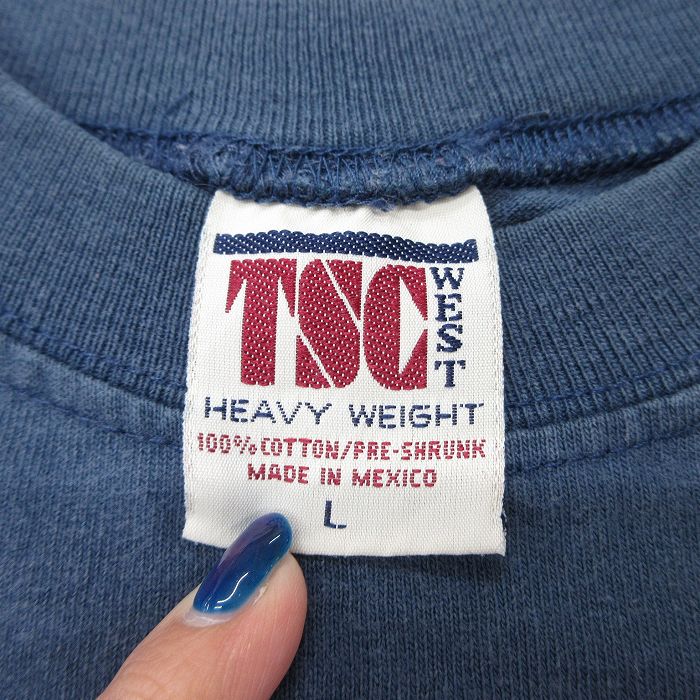 TSC WEST
HEAVY WEIGHT
100% COTTON/PRE-SHRUNK
MADE IN MEXICO
L